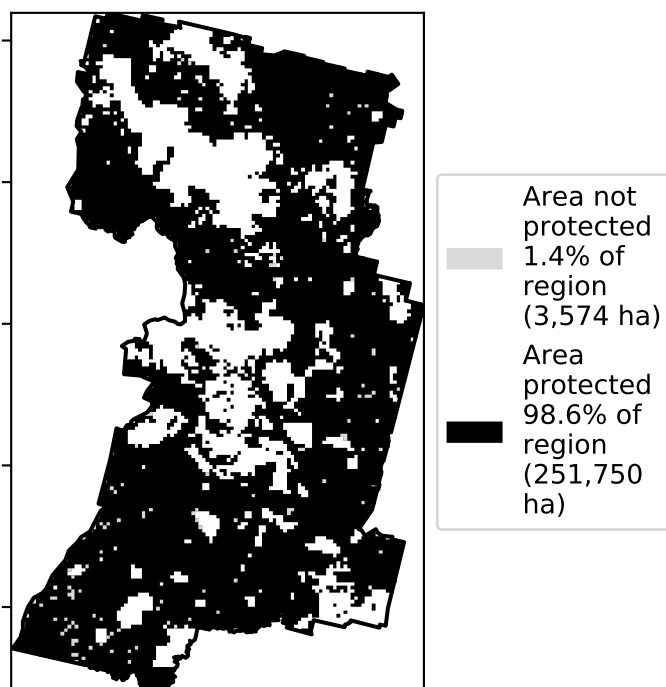 Area not
protected
1.4% of
region
(3,574 ha)
Area
protected
98.6% of
region
(251,750
ha)